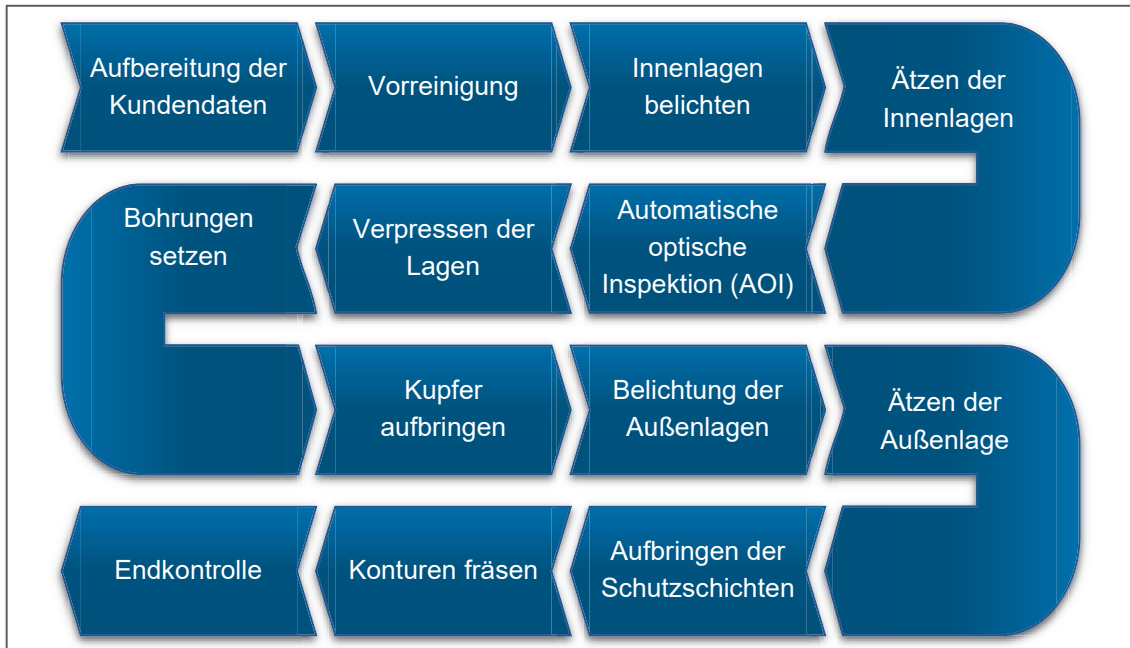 Aufbereitung der
Kundendaten
Vorreinigung
Innenlagen
belichten
Ätzen der
Innenlagen
Automatische
optische
Inspektion (AOI)
Verpressen der
Lagen
Bohrungen
setzen
Kupfer
aufbringen
Belichtung der
Außenlagen
Ätzen der
Außenlage
Aufbringen der
Schutzschichten
Konturen fräsen
Endkontrolle